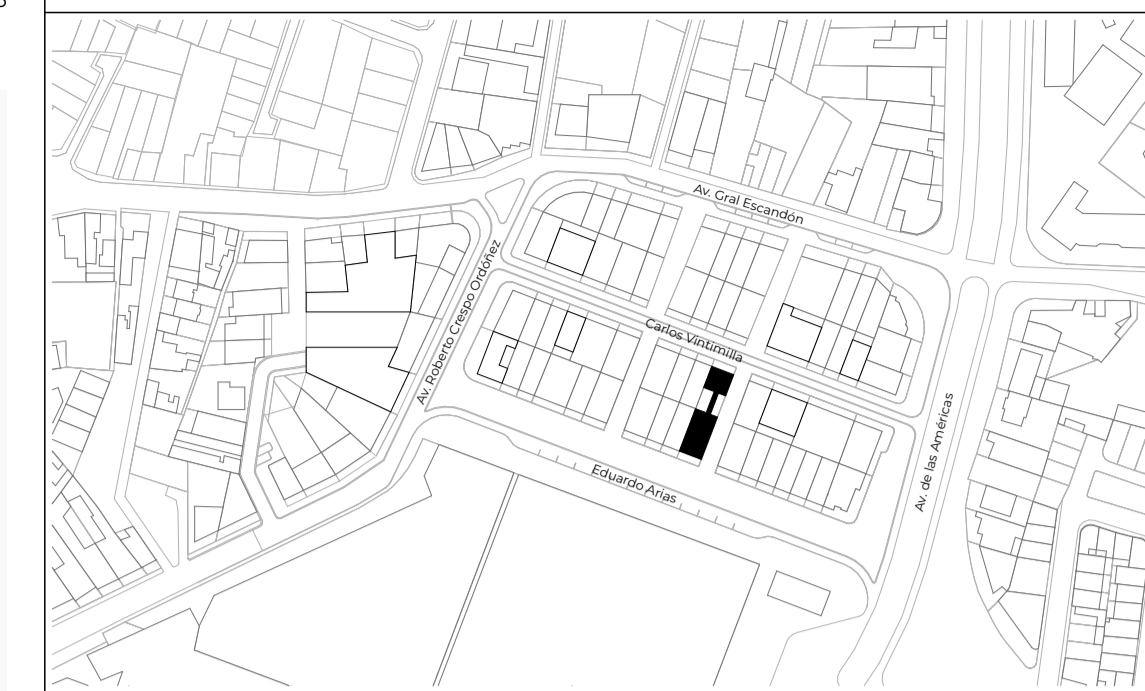 Av. Gral Escandón
Av. Roberto Crespo Ordóñez
Carlos Vintimilla
Av. de las Américas
Eduardo Arias